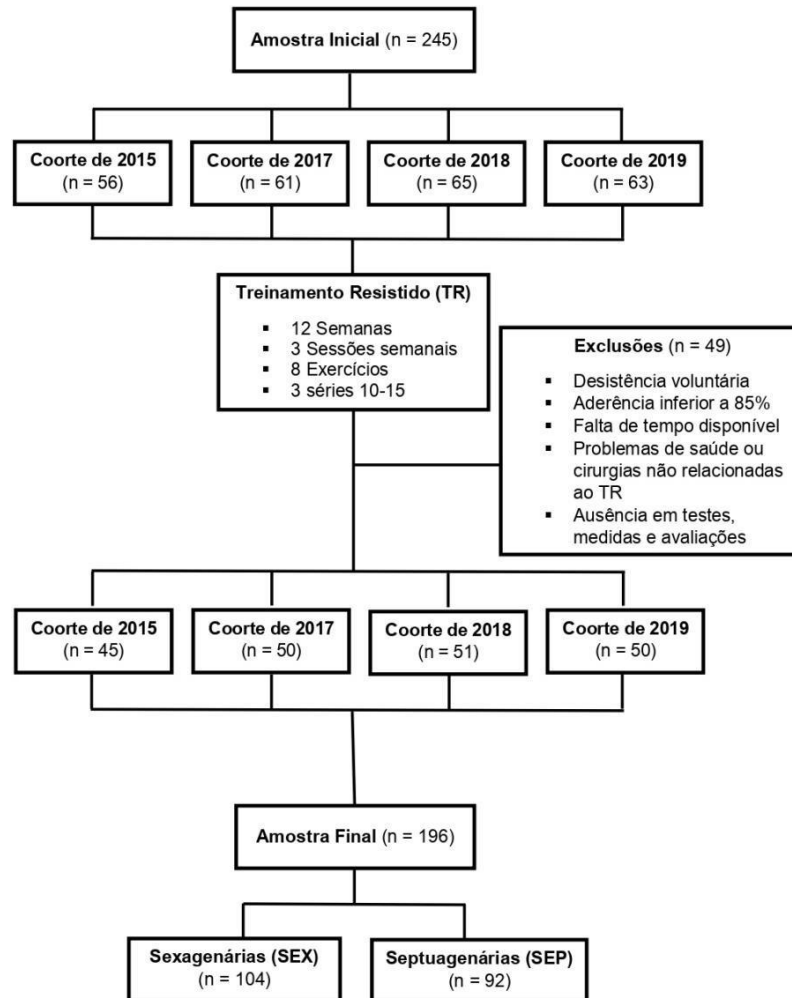 Amostra Inicial (n = 245)
Coorte de 2015
(n = 56)
Coorte de 2017
(n = 61)
Coorte de 2018
(n = 65)
Coorte de 2019
(n = 63)
Treinamento Resistido (TR)
▪ 12 Semanas
▪ 3 Sessões semanais
▪ 8 Exercícios
▪ 3 séries 10-15
Exclusões (n = 49)
▪ Desistência voluntária
▪ Aderência inferior a 85%
▪ Falta de tempo disponível
▪ Problemas de saúde ou
cirurgias não relacionadas
ao TR
▪ Ausência em testes,
medidas e avaliações
Coorte de 2015
(n = 45)
Coorte de 2017
(n = 50)
Coorte de 2018
(n = 51)
Coorte de 2019
(n = 50)
Amostra Final (n = 196)
Sexagenárias (SEX)
(n = 104)
Septuagenárias (SEP)
(n = 92)